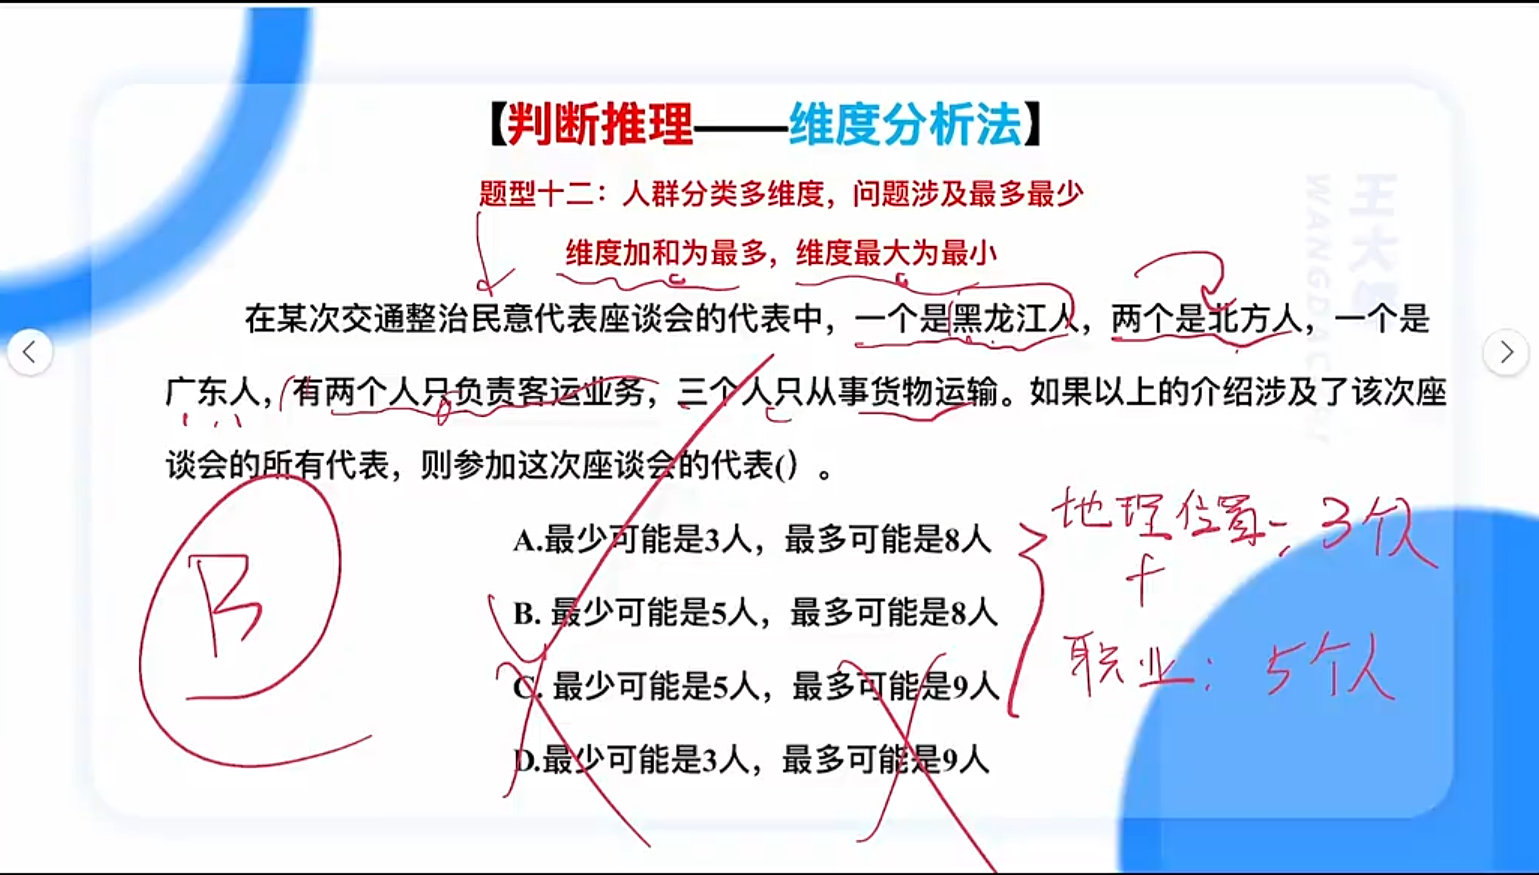 【判断推理——维度分析法】
题型十二：人群分类多维度，问题涉及最多最少
维度加和为最多，维度最大为最小
在某次交通整治民意代表座谈会的代表中，一个是黑龙江人，两个是北方人，一个是
广东人，有两个人只负责客运业务，三个人只从事货物运输。如果以上的介绍涉及了该次座
谈会的所有代表，则参加这次座谈会的代表()。
A.最少可能是3人，最多可能是8人
B. 最少可能是5人，最多可能是8人
C. 最少可能是5人，最多可能是9人
D.最少可能是3人，最多可能是9人
地理位置：3个人
+
职业：5个人
B
王大
WANGDA